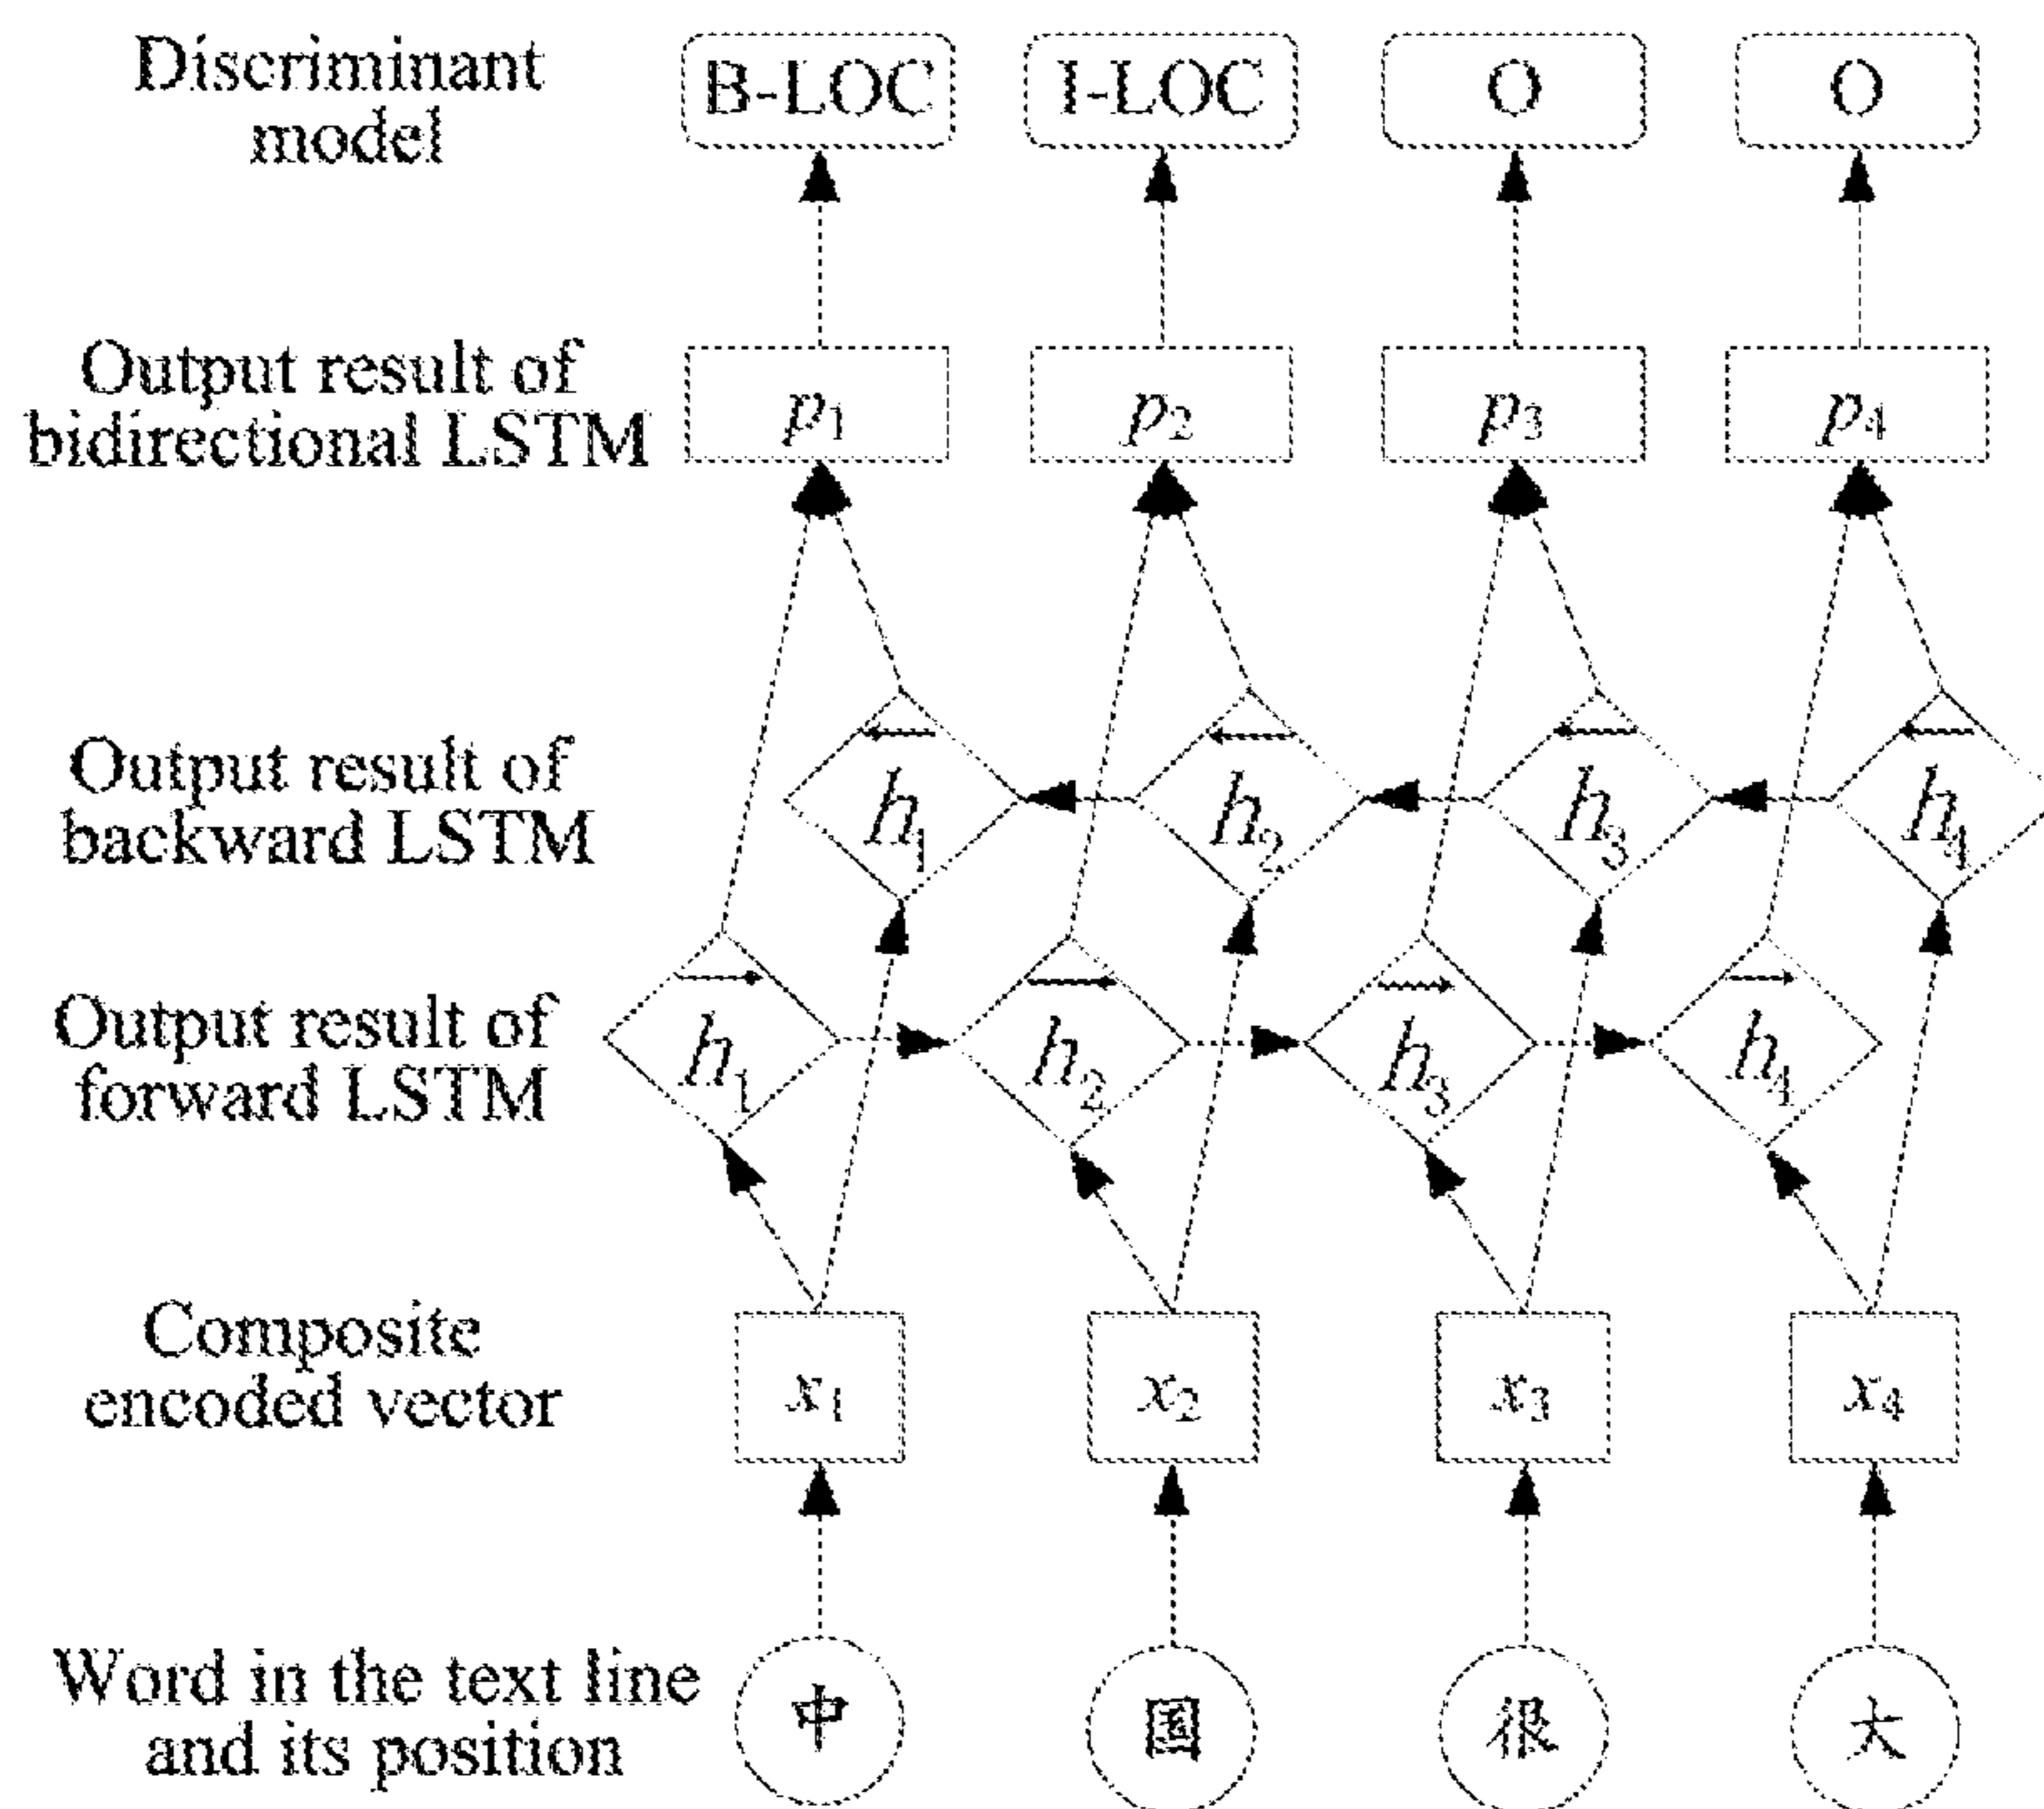 Discriminant
model
B-LOC I-LOC O O
Output result of
bidirectional LSTM
p1 p2 p3 p4
Output result of
backward LSTM
h1 h2 h3 h4
Output result of
forward LSTM
h1 h2 h3 h4
Composite
encoded vector
x1 x2 x3 x4
Word in the text line
and its position
中 国 很 大